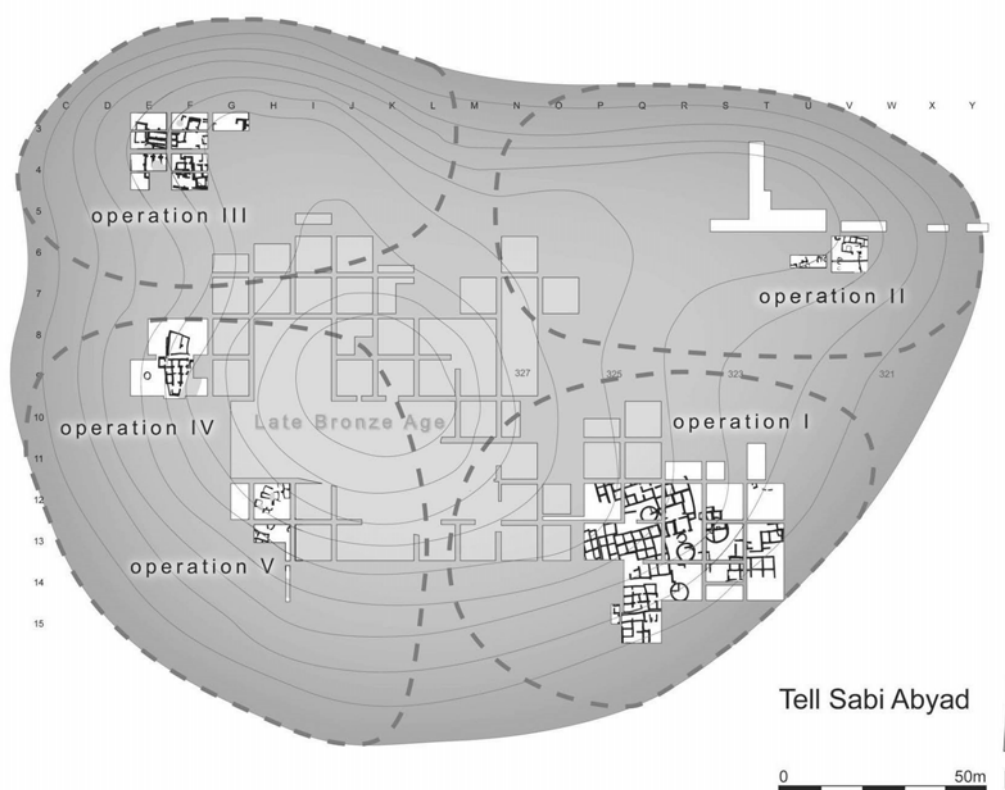 C D E F G H I J K L M N O P Q R S T U V W X Y
3
4
5
operation III
6
7
operation II
8
9
327 325 323 321
10
operation IV
Late Bronze Age
operation I
11
12
13
operation V
14
15
Tell Sabi Abyad
0 50m